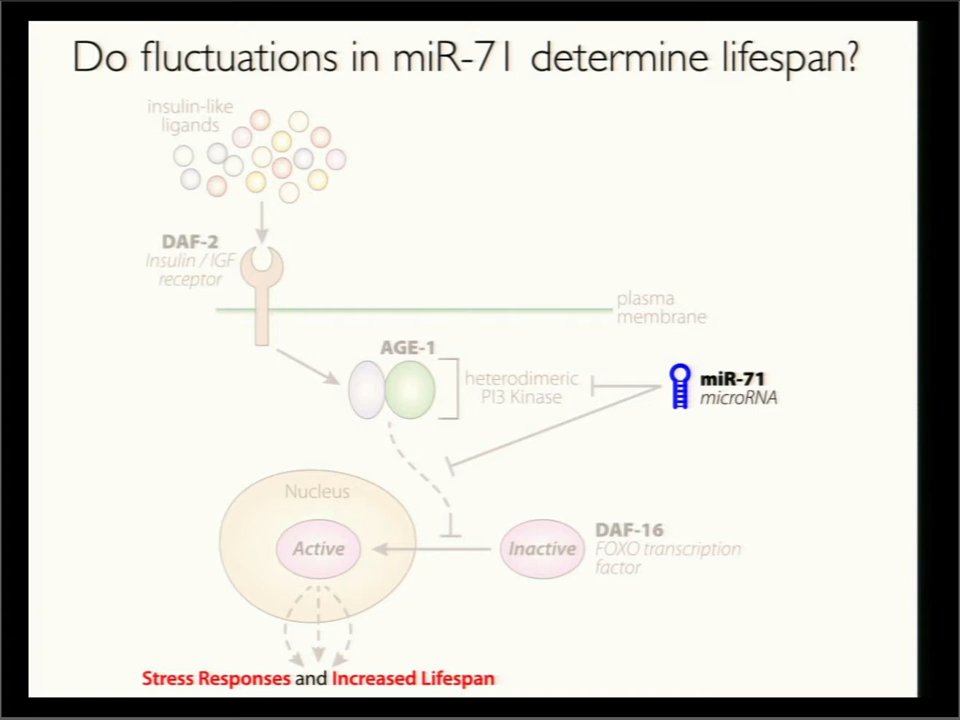 Do fluctuations in miR-71 determine lifespan?
insulin-like
ligands
DAF-2
Insulin / IGF
receptor
plasma
membrane
AGE-1
heterodimeric
PI3 Kinase
miR-71
microRNA
Nucleus
Active
Inactive
DAF-16
FOXO transcription
factor
Stress Responses and Increased Lifespan